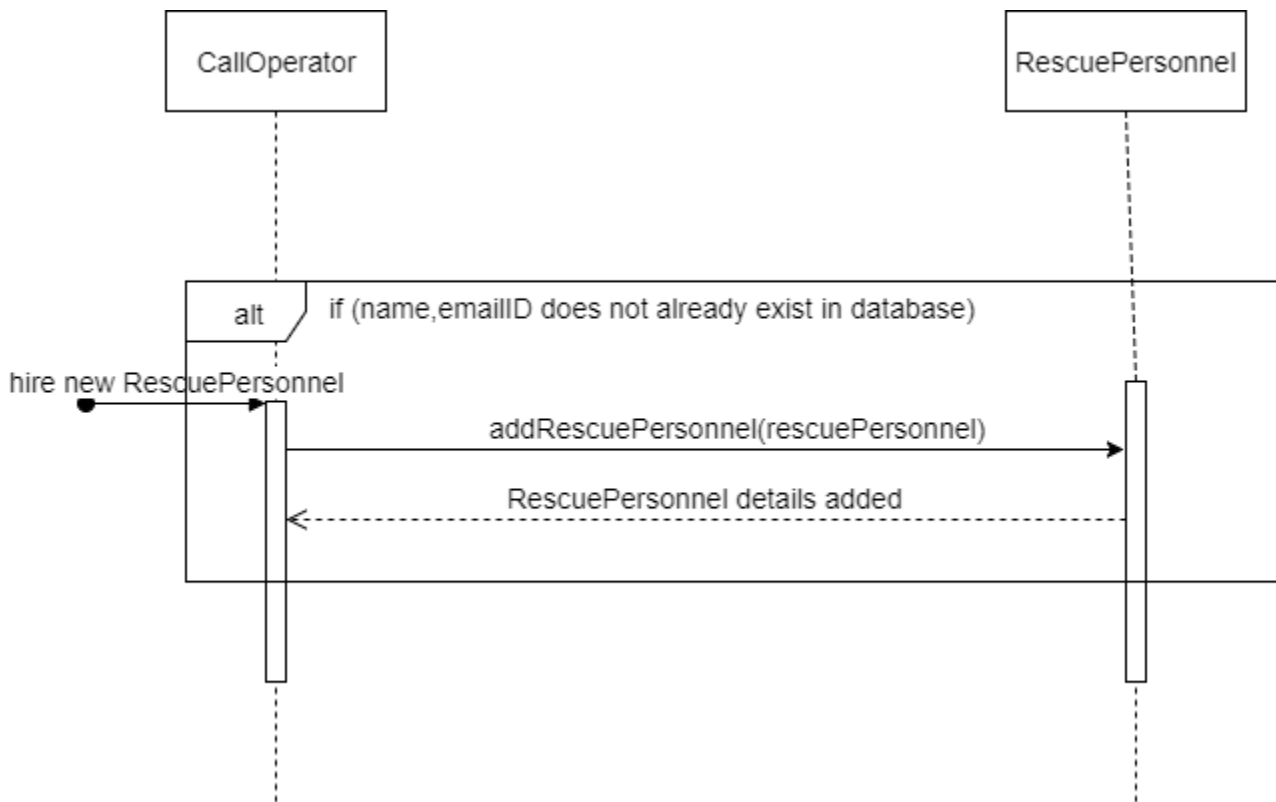 CallOperator
RescuePersonnel
alt
if (name,emailID does not already exist in database)
hire new RescuePersonnel
addRescuePersonnel(rescuePersonnel)
RescuePersonnel details added